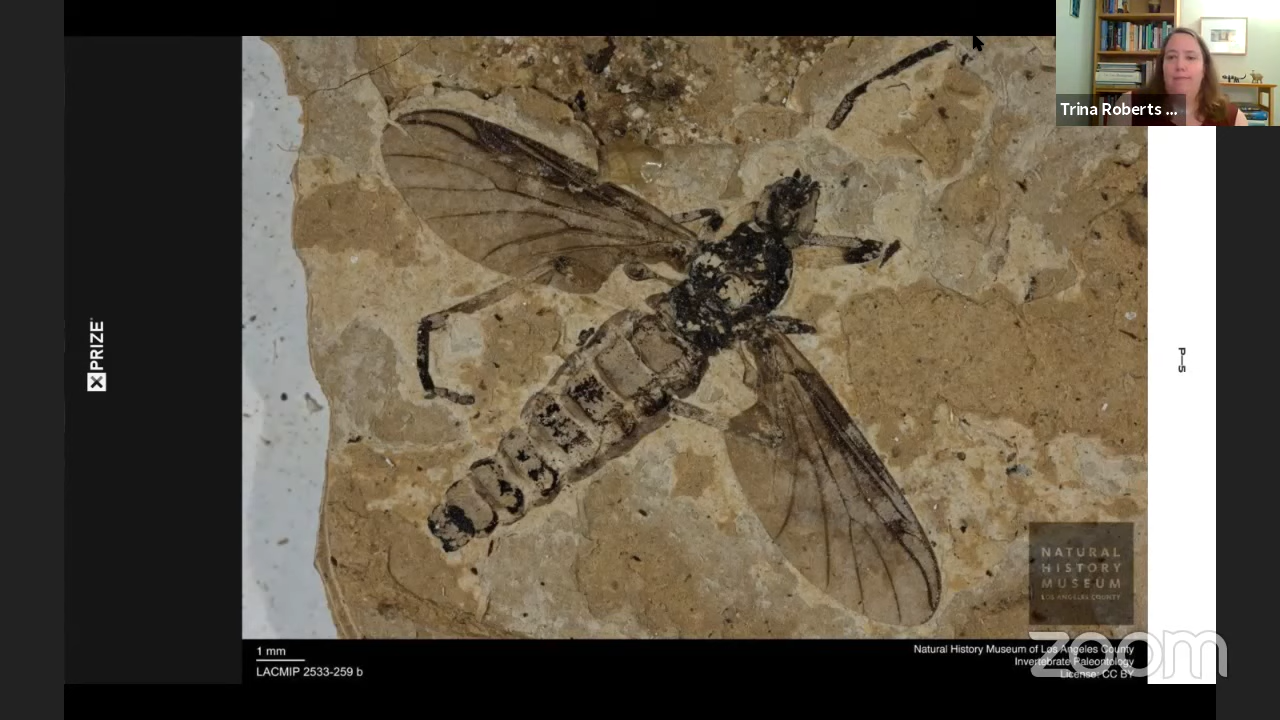 Trina Roberts ...
XPRIZE
P—5
NATURAL
HISTORY
MUSEUM
LOS ANGELES COUNTY
1 mm
LACMIP 2533-259 b
Natural History Museum of Los Angeles County
Invertebrate Paleontology
License: CC BY
zoom